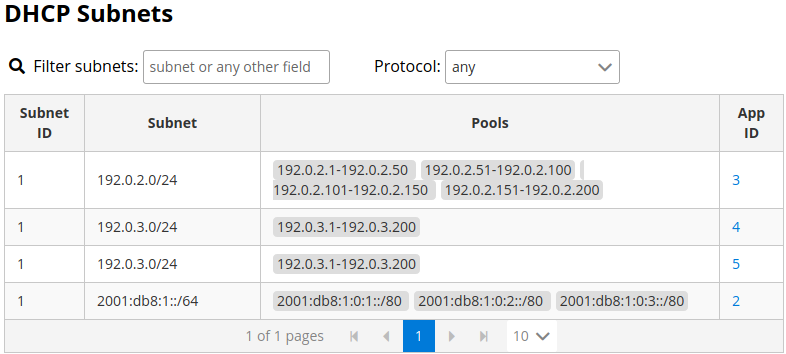 DHCP Subnets
Filter subnets: subnet or any other field Protocol: any
Subnet ID Subnet Pools App ID
1 192.0.2.0/24 192.0.2.1-192.0.2.50 192.0.2.51-192.0.2.100
192.0.2.101-192.0.2.150 192.0.2.151-192.0.2.200 3
1 192.0.3.0/24 192.0.3.1-192.0.3.200 4
1 192.0.3.0/24 192.0.3.1-192.0.3.200 5
1 2001:db8:1::/64 2001:db8:1:0:1::/80 2001:db8:1:0:2::/80 2001:db8:1:0:3::/80 2
1 of 1 pages 1 10